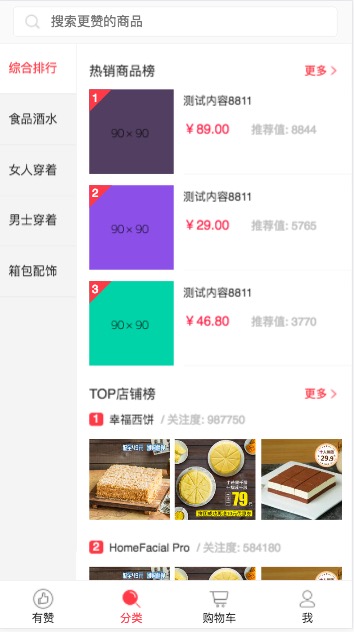 搜索更赞的商品
综合排行
食品酒水
女人穿着
男士穿着
箱包配饰
热销商品榜 更多 >
1
90×90
测试内容8811
￥89.00 推荐值: 8844
2
90×90
测试内容8811
￥29.00 推荐值: 5765
3
90×90
测试内容8811
￥46.80 推荐值: 3770
TOP店铺榜 更多 >
1 幸福西饼 / 关注度: 987750
79
29.9
2 HomeFacial Pro / 关注度: 584180
有赞 分类 购物车 我